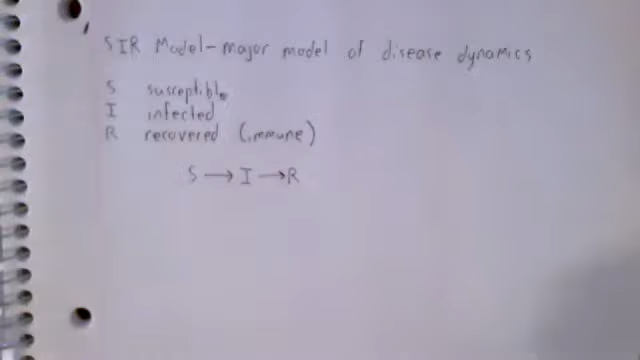 SIR Model - major model of disease dynamics
S susceptible
I infected
R recovered (immune)
S → I → R